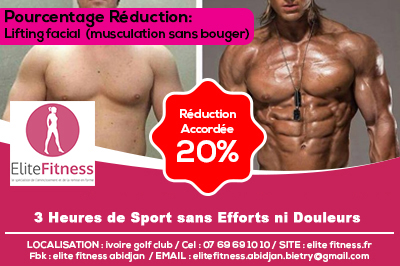 Pourcentage Réduction:
Lifting facial (musculation sans bouger)
Réduction
Accordée
20%
EliteFitness
3 Heures de Sport sans Efforts ni Douleurs
LOCALISATION : ivoire golf club / Cel : 07 69 69 10 10 / SITE : elite fitness.fr
Fbk : elite fitness abidjan / EMAIL : elitefitness.abidjan.bietry@gmail.com